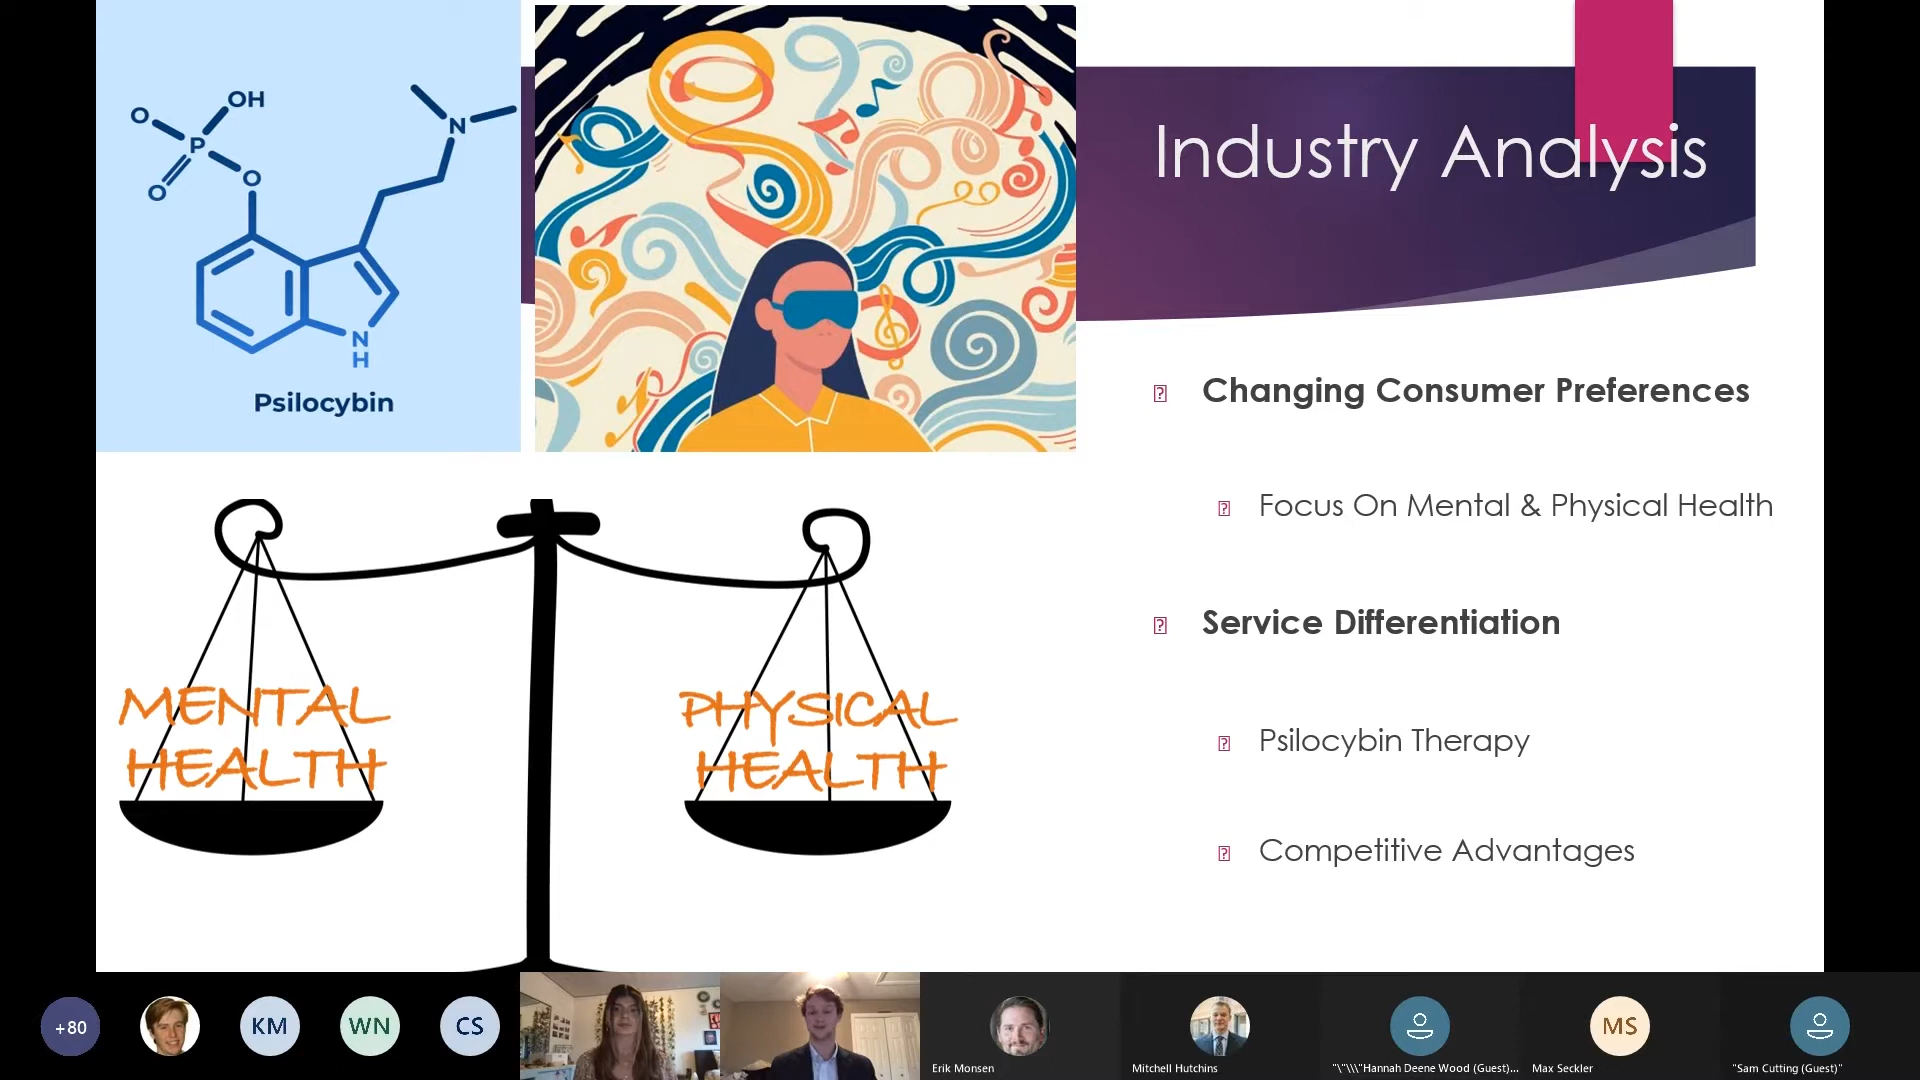 O
OH
P
O
O
N
N
H
Psilocybin
Industry Analysis
Changing Consumer Preferences
Focus On Mental & Physical Health
Service Differentiation
Psilocybin Therapy
Competitive Advantages
MENTAL
HEALTH
PHYSICAL
HEALTH
+80
KM
WN
CS
MS
Erik Monsen
Mitchell Hutchins
"\"\\\"Hannah Deene Wood (Guest)...
Max Seckler
"Sam Cutting (Guest)"